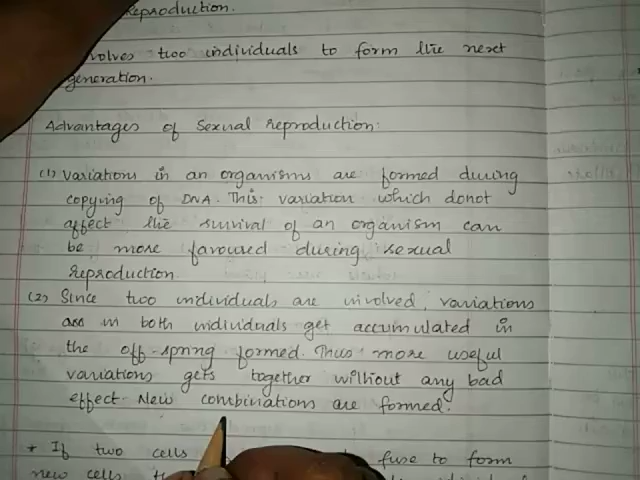 Reproduction.
volves two individuals to form the next
generation.
Advantages of Sexual Reproduction:
(1) Variations in an organisms are formed during
copying of DNA. This variation which donot
affect the survival of an organism can
be more favoured during sexual
Reproduction.
(2) Since two individuals are involved, variations
in both individuals get accumulated in
the off-spring formed. Thus more useful
variations gets together without any bad
effect. New combinations are formed.
* If two cells fuse to form
new cells